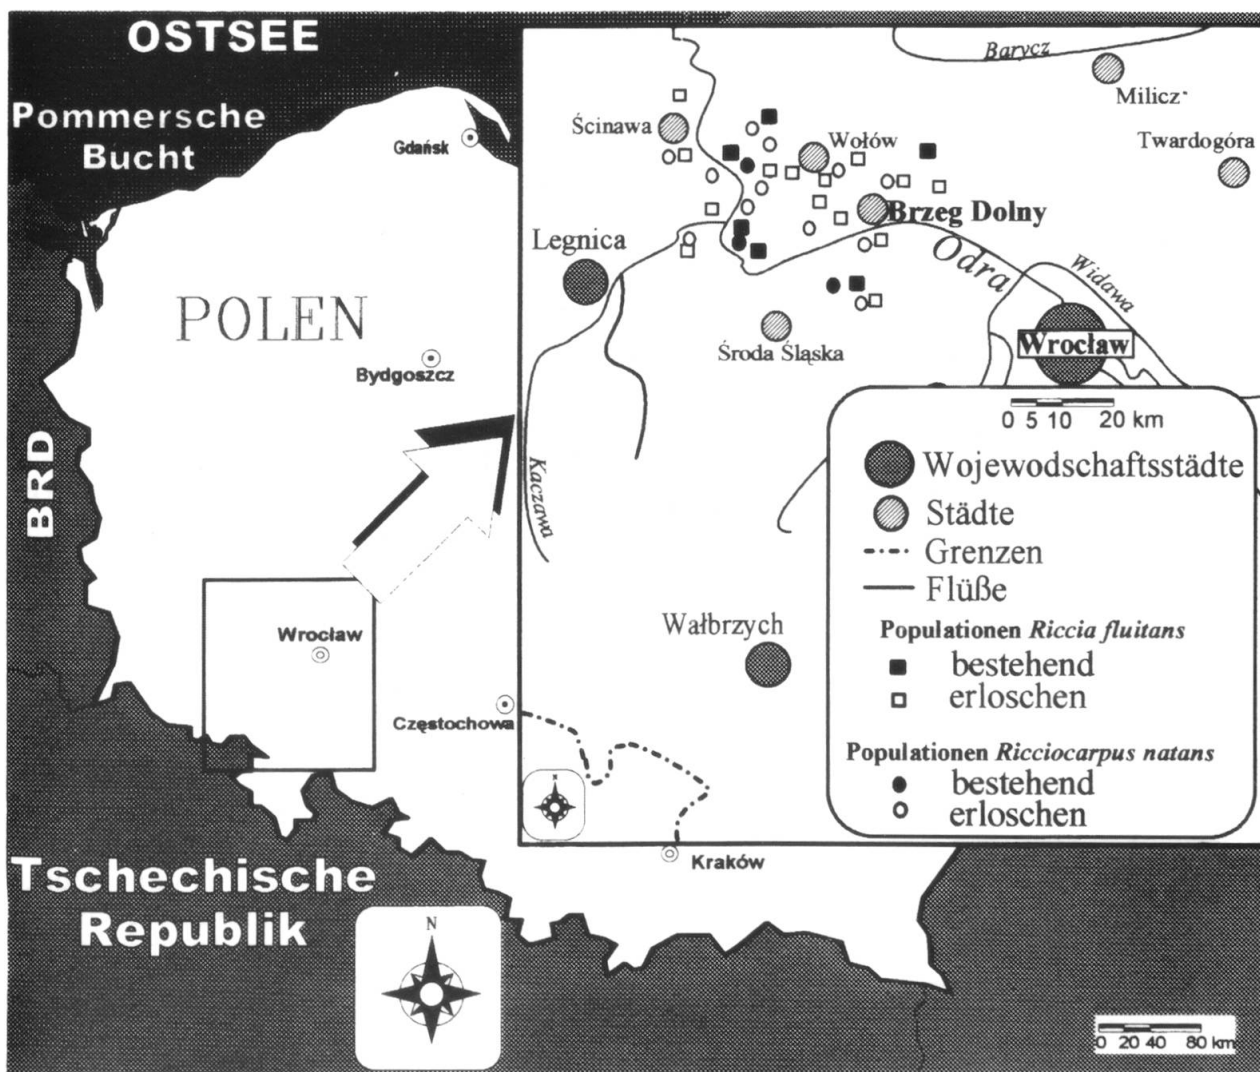 OSTSEE
Pommersche
Bucht
Gdańsk
POLEN
Bydgoszcz
BRD
Wrocław
Częstochowa
Kraków
Tschechische
Republik
N
0 20 40 80 km
Barycz
Milicz
Ścinawa
Wołów
Twardogóra
Brzeg Dolny
Legnica
Odra
Widawa
Środa Śląska
Wrocław
Kaczawa
Wałbrzych
N
0 5 10 20 km
Wojewodschaftsstädte
Städte
Grenzen
Flüße
Populationen Riccia fluitans
bestehend
erloschen
Populationen Ricciocarpus natans
bestehend
erloschen